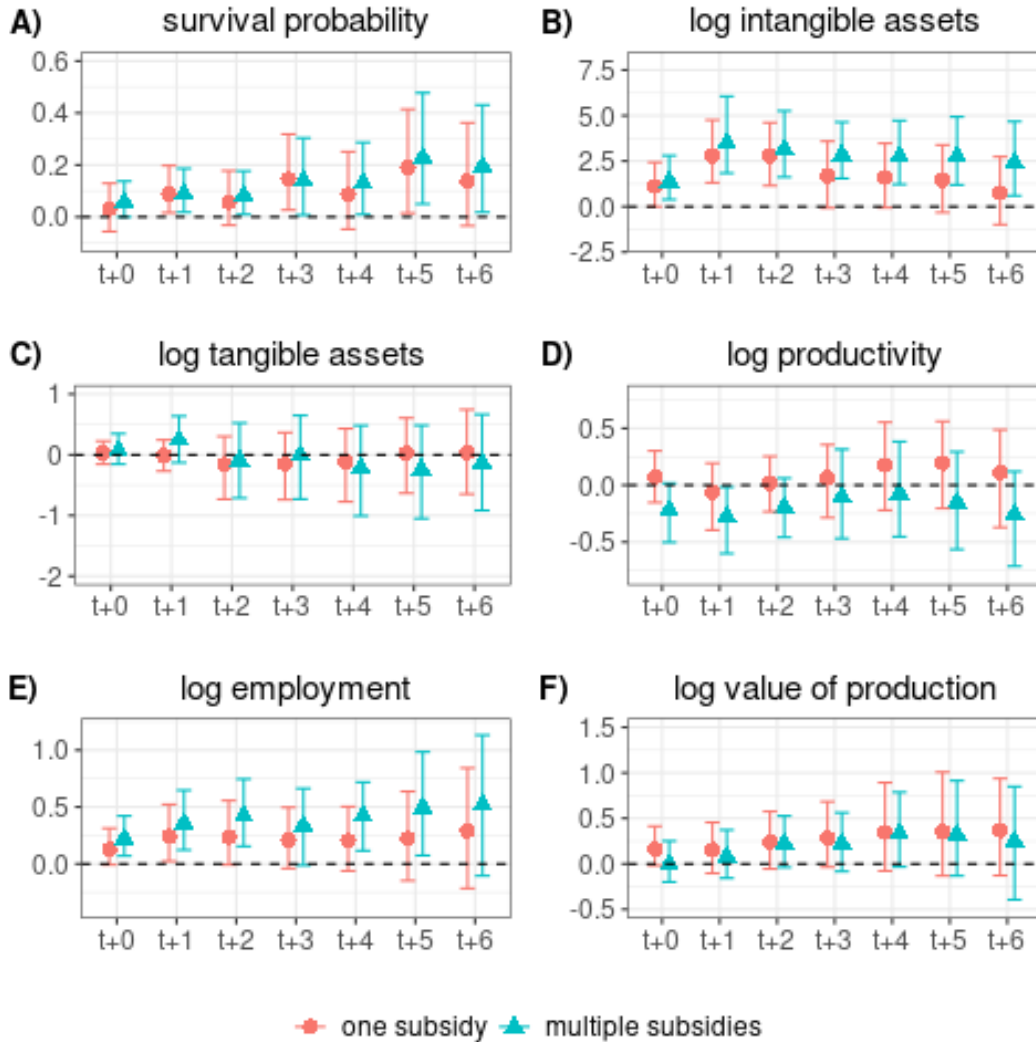 A) survival probability
0.6
0.4
0.2
0.0
t+0 t+1 t+2 t+3 t+4 t+5 t+6
B) log intangible assets
7.5
5.0
2.5
0.0
-2.5
t+0 t+1 t+2 t+3 t+4 t+5 t+6
C) log tangible assets
1
0
-1
-2
t+0 t+1 t+2 t+3 t+4 t+5 t+6
D) log productivity
0.5
0.0
-0.5
t+0 t+1 t+2 t+3 t+4 t+5 t+6
E) log employment
1.0
0.5
0.0
t+0 t+1 t+2 t+3 t+4 t+5 t+6
F) log value of production
1.5
1.0
0.5
0.0
-0.5
t+0 t+1 t+2 t+3 t+4 t+5 t+6
one subsidy multiple subsidies